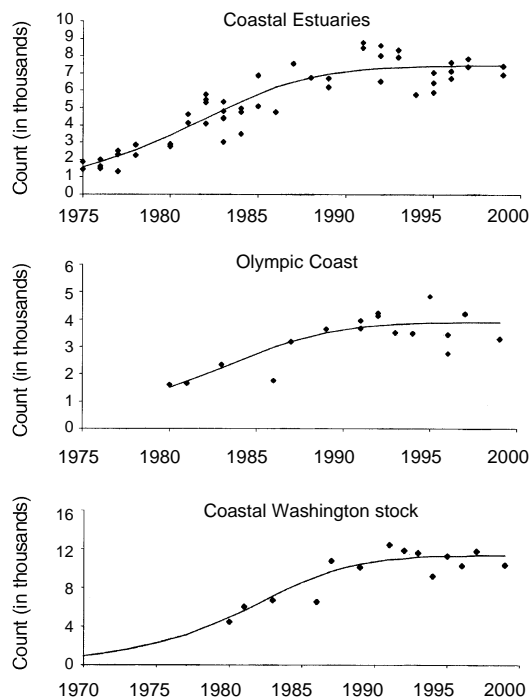 Coastal Estuaries
Count (in thousands)
10
9
8
7
6
5
4
3
2
1
0
1975 1980 1985 1989 1995 2000
Olympic Coast
Count (in thousands)
6
5
4
3
2
1
0
1975 1980 1985 1990 1995 2000
Coastal Washington stock
Count (in thousands)
16
12
8
4
0
1970 1975 1980 1985 1990 1995 2000